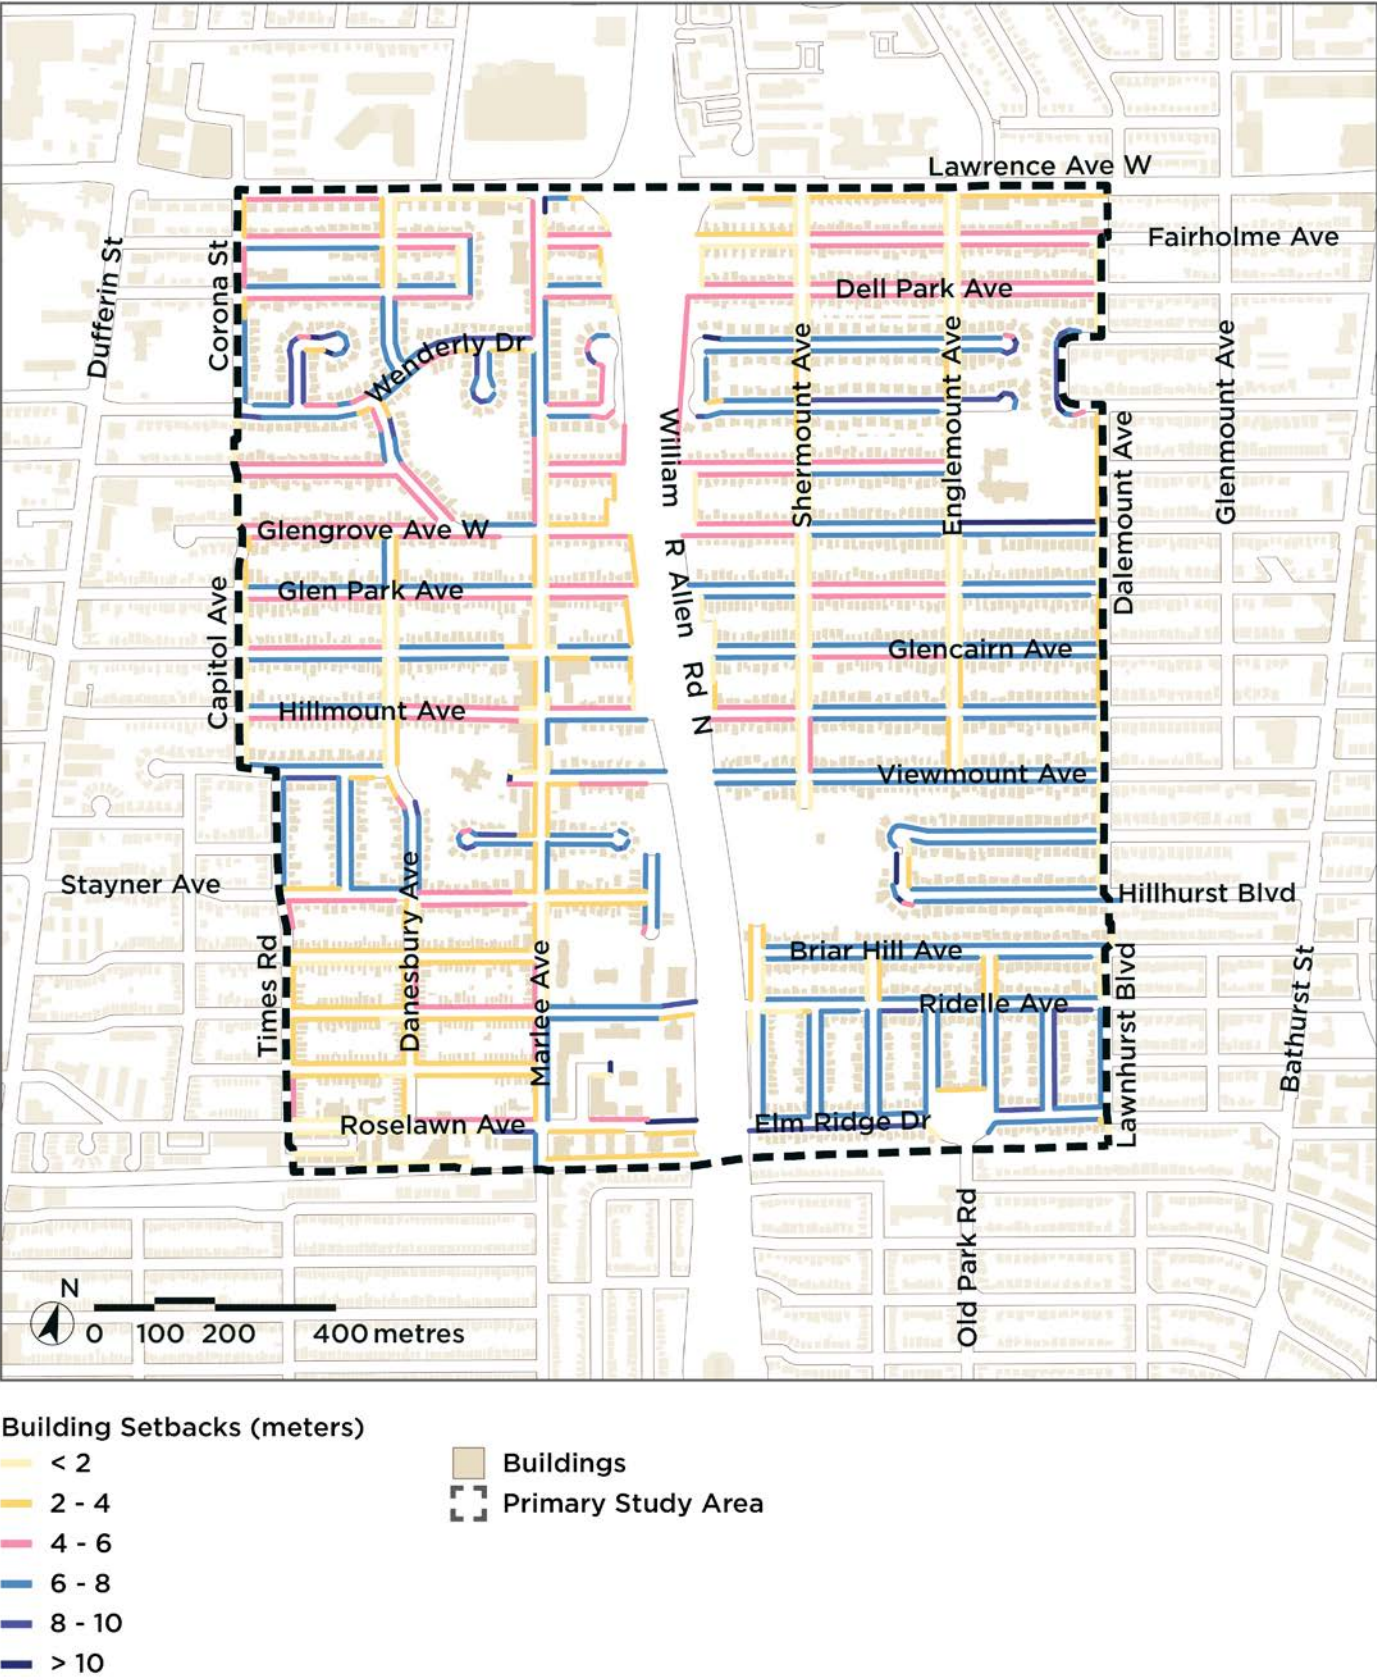 Lawrence Ave W
Fairholme Ave
Dufferin St
Corona St
Dell Park Ave
Wenderly Dr
Shermount Ave
Englemount Ave
Glenmount Ave
William R Allen Rd N
Dalemount Ave
Glengrove Ave W
Glen Park Ave
Capitol Ave
Glencairn Ave
Hillmount Ave
Viewmount Ave
Stayner Ave
Danesbury Ave
Hillhurst Blvd
Times Rd
Marlee Ave
Briar Hill Ave
Ridelle Ave
Lawnhurst Blvd
Bathurst St
Roselawn Ave
Elm Ridge Dr
Old Park Rd
N
0 100 200 400 metres
Building Setbacks (meters)
< 2
2 - 4
4 - 6
6 - 8
8 - 10
> 10
Buildings
Primary Study Area